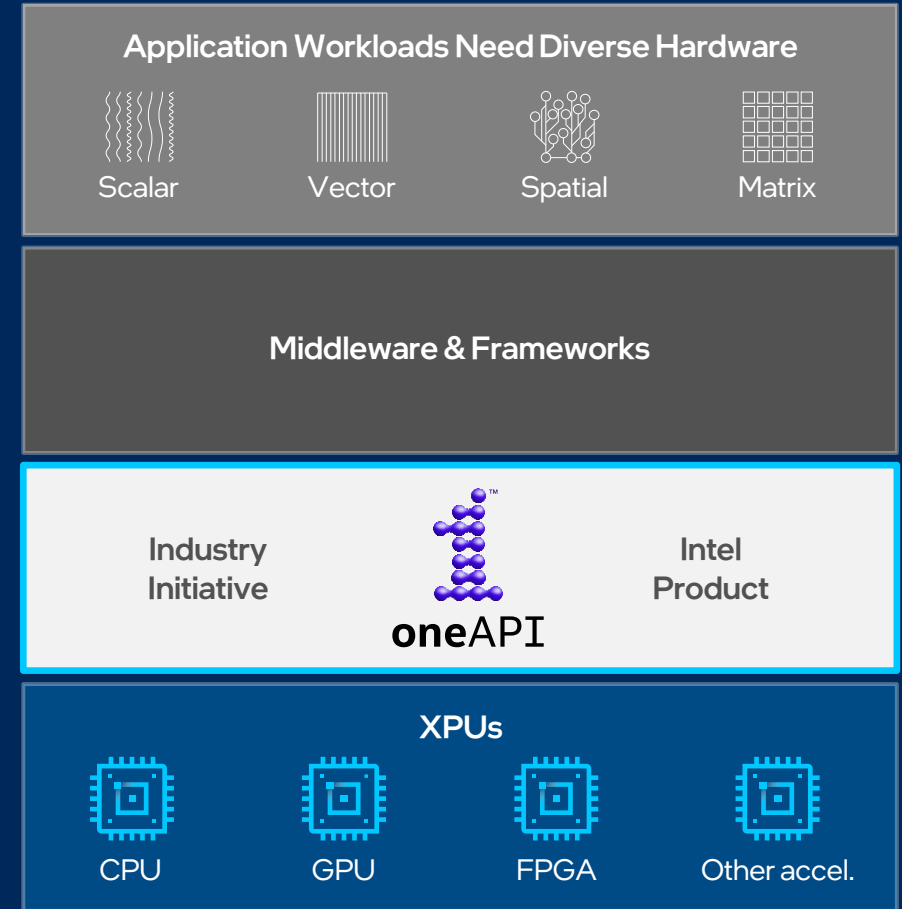 Application Workloads Need Diverse Hardware
Scalar
Vector
Spatial
Matrix
Middleware & Frameworks
Industry
Initiative
™
oneAPI
Intel
Product
XPUs
CPU
GPU
FPGA
Other accel.